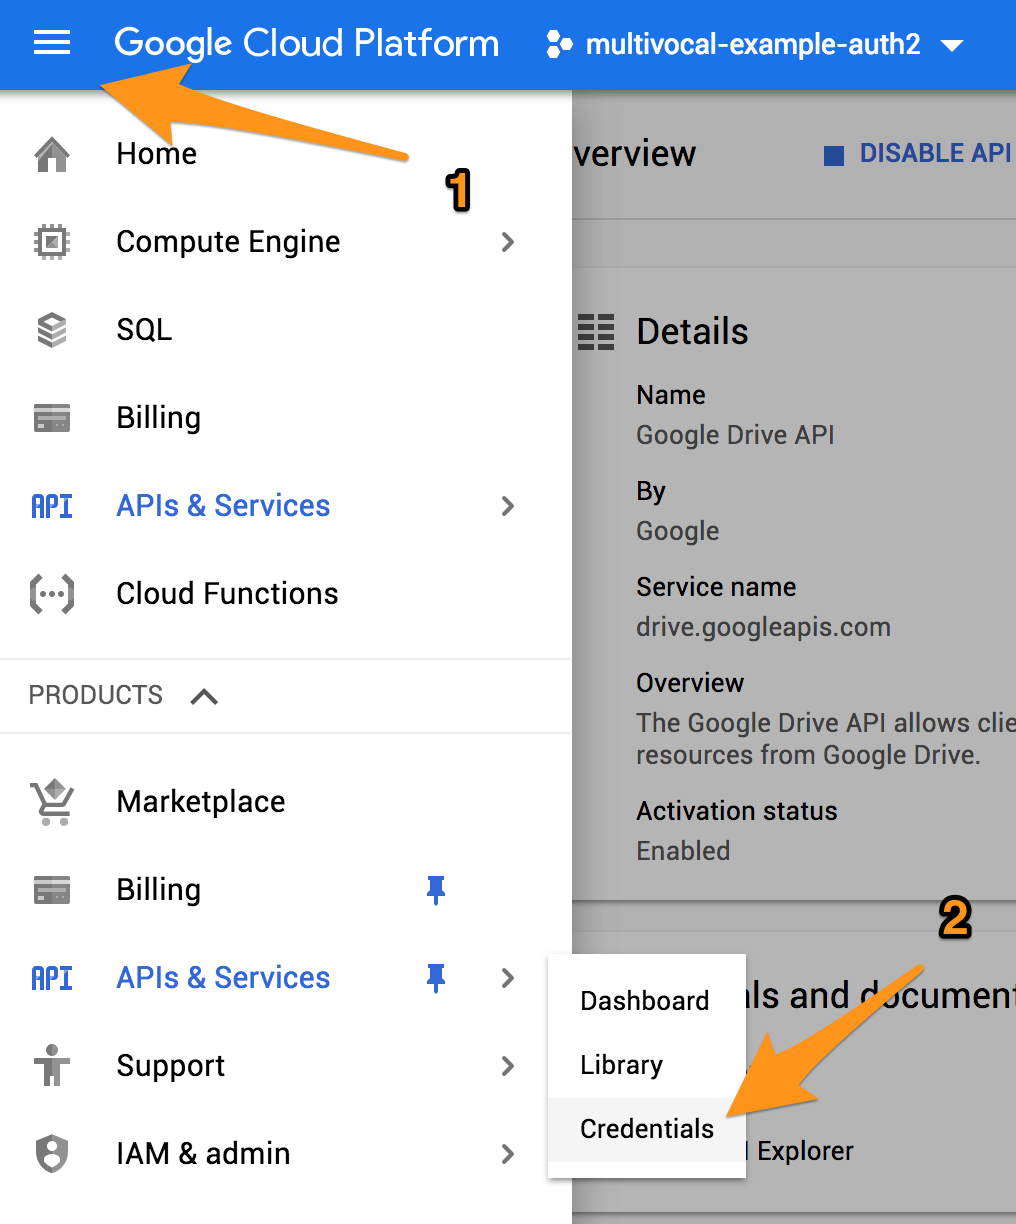 Google Cloud Platform
multivocal-example-auth2
Home
1
verview
DISABLE API
Compute Engine
SQL
Billing
API
APIs & Services
Cloud Functions
Details
Name
Google Drive API
By
Google
Service name
drive.googleapis.com
Overview
The Google Drive API allows clie
resources from Google Drive.
Activation status
Enabled
PRODUCTS
Marketplace
Billing
API
APIs & Services
Support
IAM & admin
2
Dashboard
Library
Credentials
als and document
I Explorer